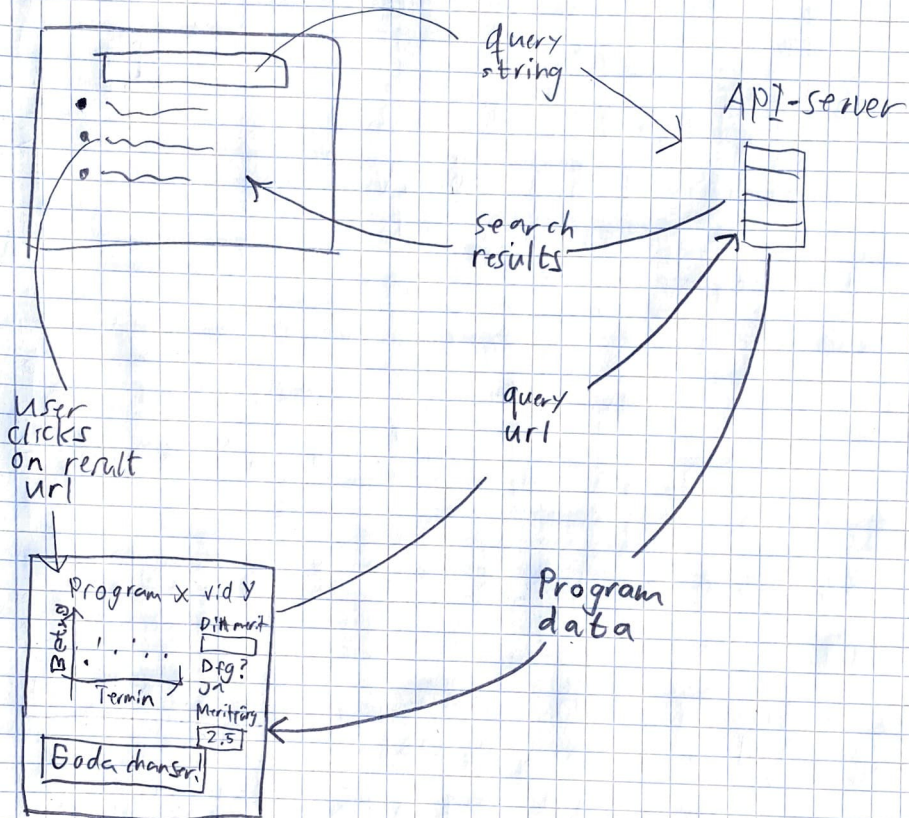 query
string
API-server
search
results
query
url
user
clicks
on result
url
Program X vid Y
Betyg
Termin
Ditt merit
Dfg?
Ja
2,5
Goda chanser!
Program
data